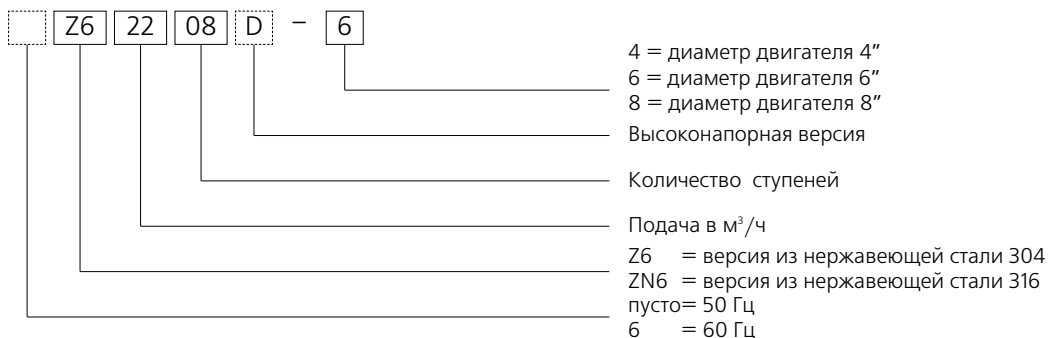 Z6 22 08 D – 6
4 = диаметр двигателя 4”
6 = диаметр двигателя 6”
8 = диаметр двигателя 8”
Высоконапорная версия
Количество ступеней
Подача в м³/ч
Z6 = версия из нержавеющей стали 304
ZN6 = версия из нержавеющей стали 316
пусто= 50 Гц
6 = 60 Гц